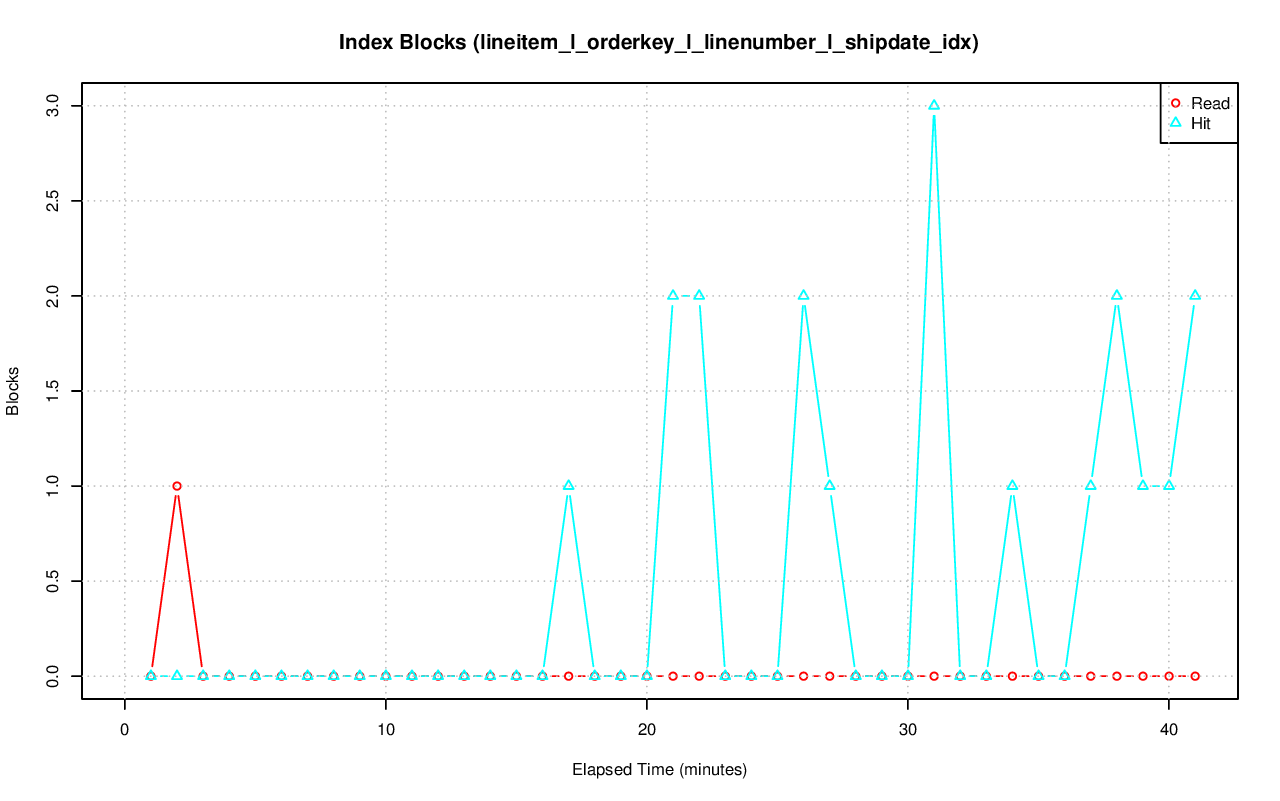 Index Blocks (lineitem_l_orderkey_l_linenumber_l_shipdate_idx)
Read
Hit
3.0
2.5
2.0
1.5
1.0
0.5
0.0
Blocks
0 10 20 30 40
Elapsed Time (minutes)